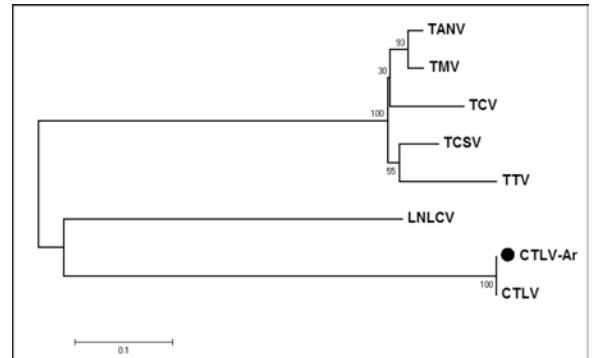 TANV
93
TMV
30
TCV
100
TCSV
55
TTV
LNLCV
CTLV-Ar
100
CTLV
0.1